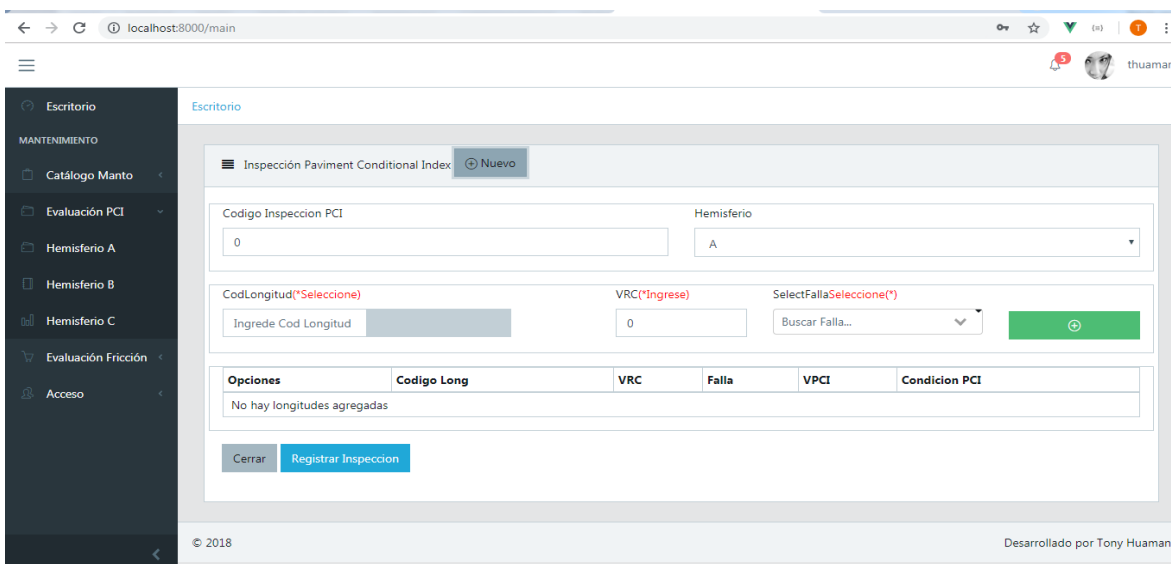 localhost:8000/main
5
thuaman
Escritorio
Escritorio
MANTENIMIENTO
Catálogo Manto
Evaluación PCI
Hemisferio A
Hemisferio B
Hemisferio C
Evaluación Fricción
Acceso
Inspección Paviment Conditional Index
Nuevo
Codigo Inspeccion PCI
Hemisferio
0
A
CodLongitud(*Seleccione)
VRC(*Ingrese)
SelectFallaSeleccione(*)
Ingrede Cod Longitud
0
Buscar Falla...
Opciones Codigo Long VRC Falla VPCI Condicion PCI
No hay longitudes agregadas
Cerrar
Registrar Inspeccion
© 2018
Desarrollado por Tony Huaman